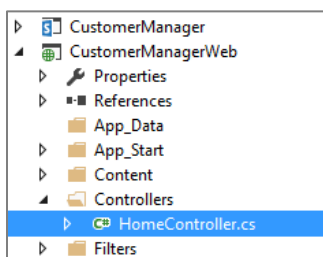 CustomerManager
CustomerManagerWeb
Properties
References
App_Data
App_Start
Content
Controllers
C# HomeController.cs
Filters